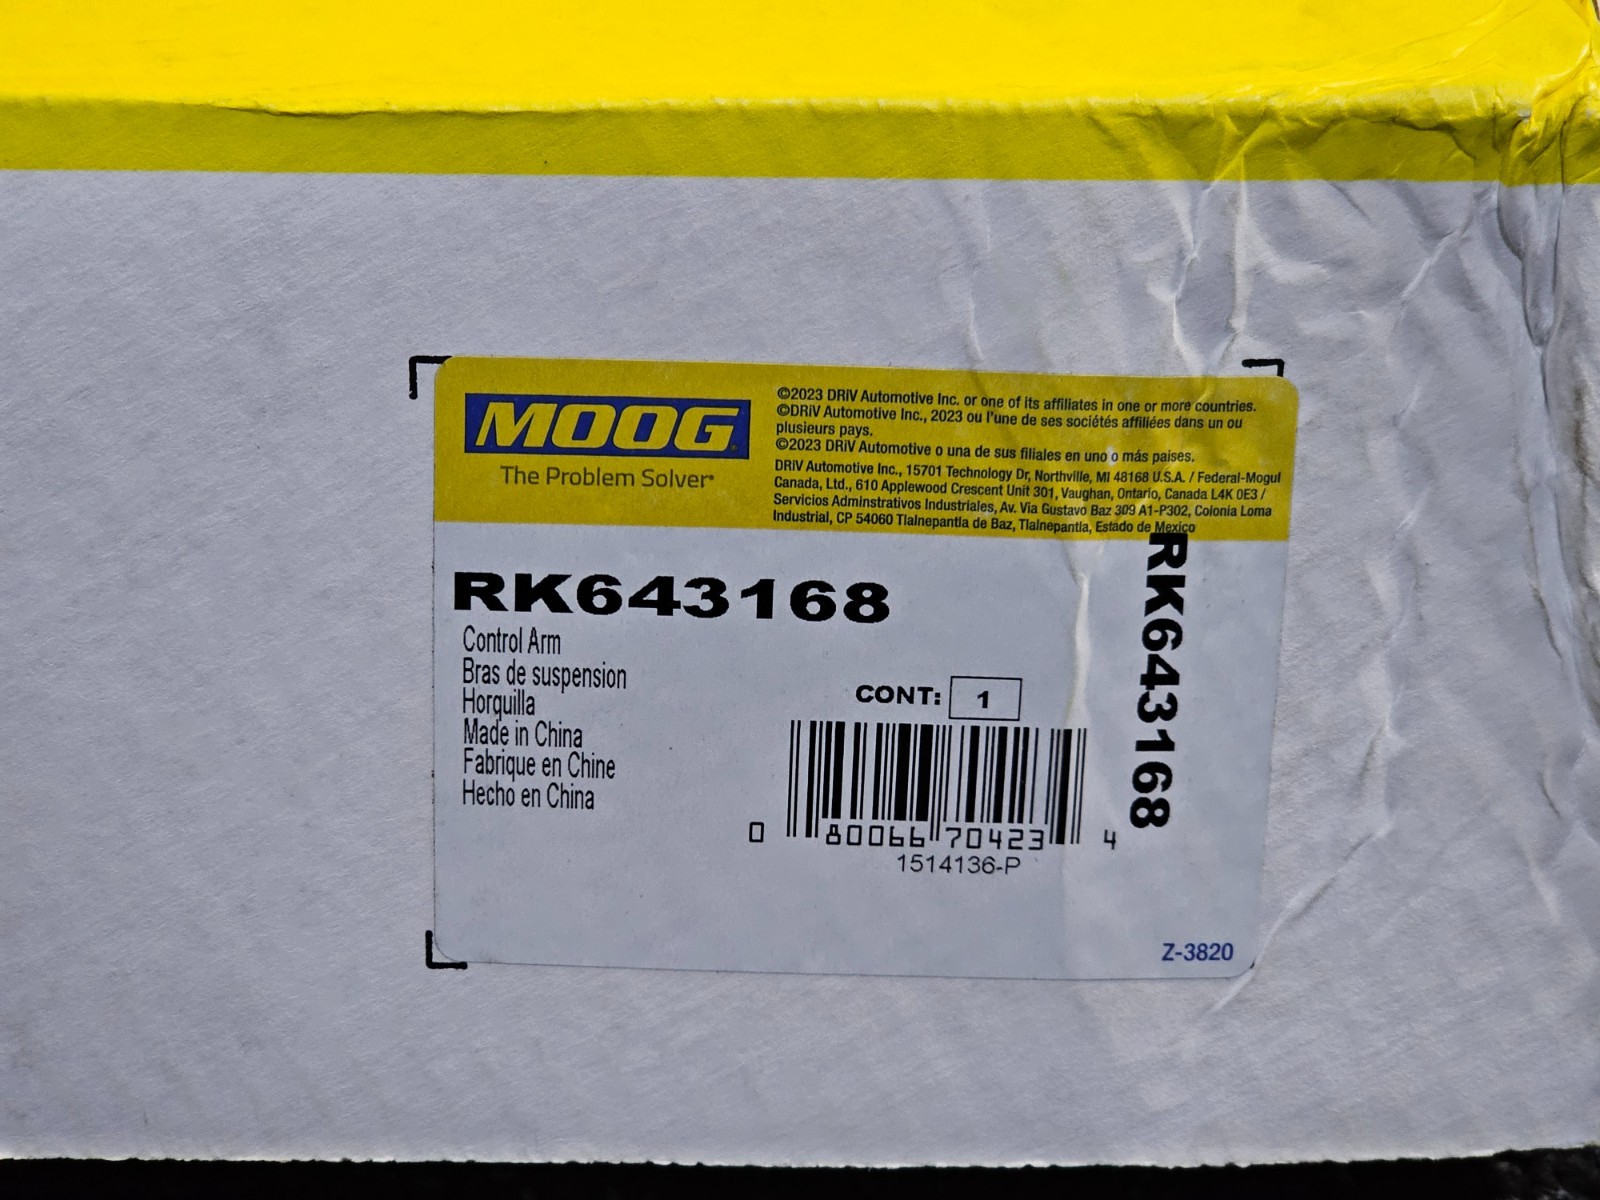 MOOG
The Problem Solver
©2023 DRiV Automotive Inc. or one of its affiliates in one or more countries.
©DRiV Automotive Inc., 2023 ou l'une de ses sociétés affiliées dans un ou
plusieurs pays.
©2023 DRiV Automotive o una de sus filiales en uno o más países.
DRiV Automotive Inc., 15701 Technology Dr, Northville, MI 48168 U.S.A. / Federal-Mogul
Canada, Ltd., 610 Applewood Crescent Unit 301, Vaughan, Ontario, Canada L4K 0E3 /
Servicios Adminstrativos Industriales, Av. Via Gustavo Baz 309 A1-P302, Colonia Loma
Industrial, CP 54060 Tlalnepantla de Baz, Tlalnepantla, Estado de Mexico
RK643168
Control Arm
Bras de suspension
Horquilla
Made in China
Fabrique en Chine
Hecho en China
CONT: 1
0 80066 70423 4
1514136-P
RK643168
Z-3820